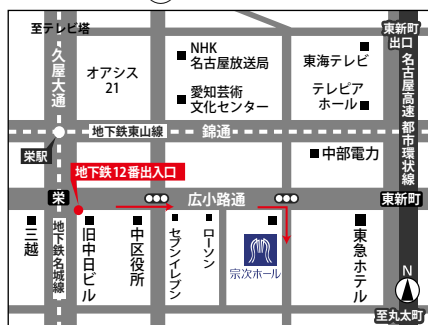 至テレビ塔
久屋大通
オアシス
21
NHK
名古屋放送局
愛知芸術
文化センター
東海テレビ
テレピア
ホール
東新町
出口
名古屋高速都市環状線
地下鉄東山線
錦通
栄駅
中部電力
地下鉄12番出入口
栄
広小路通
東新町
三越
地下鉄名城線
旧中日ビル
中区役所
セブンイレブン
ローソン
宗次ホール
東急ホテル
N
至丸太町